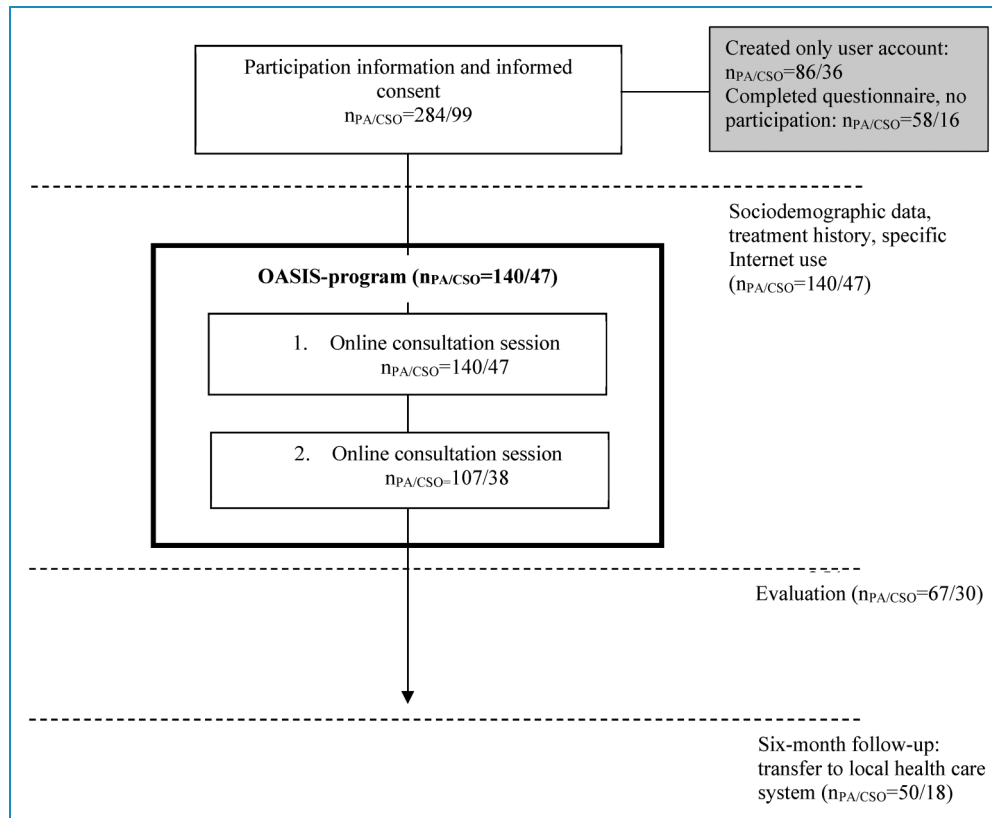 Participation information and informed
consent
nPA/CSO=284/99
Created only user account:
nPA/CSO=86/36
Completed questionnaire, no
participation: nPA/CSO=58/16
Sociodemographic data,
treatment history, specific
Internet use
(nPA/CSO=140/47)
OASIS-program (nPA/CSO=140/47)
1. Online consultation session
nPA/CSO=140/47
2. Online consultation session
nPA/CSO=107/38
Evaluation (nPA/CSO=67/30)
Six-month follow-up:
transfer to local health care
system (nPA/CSO=50/18)